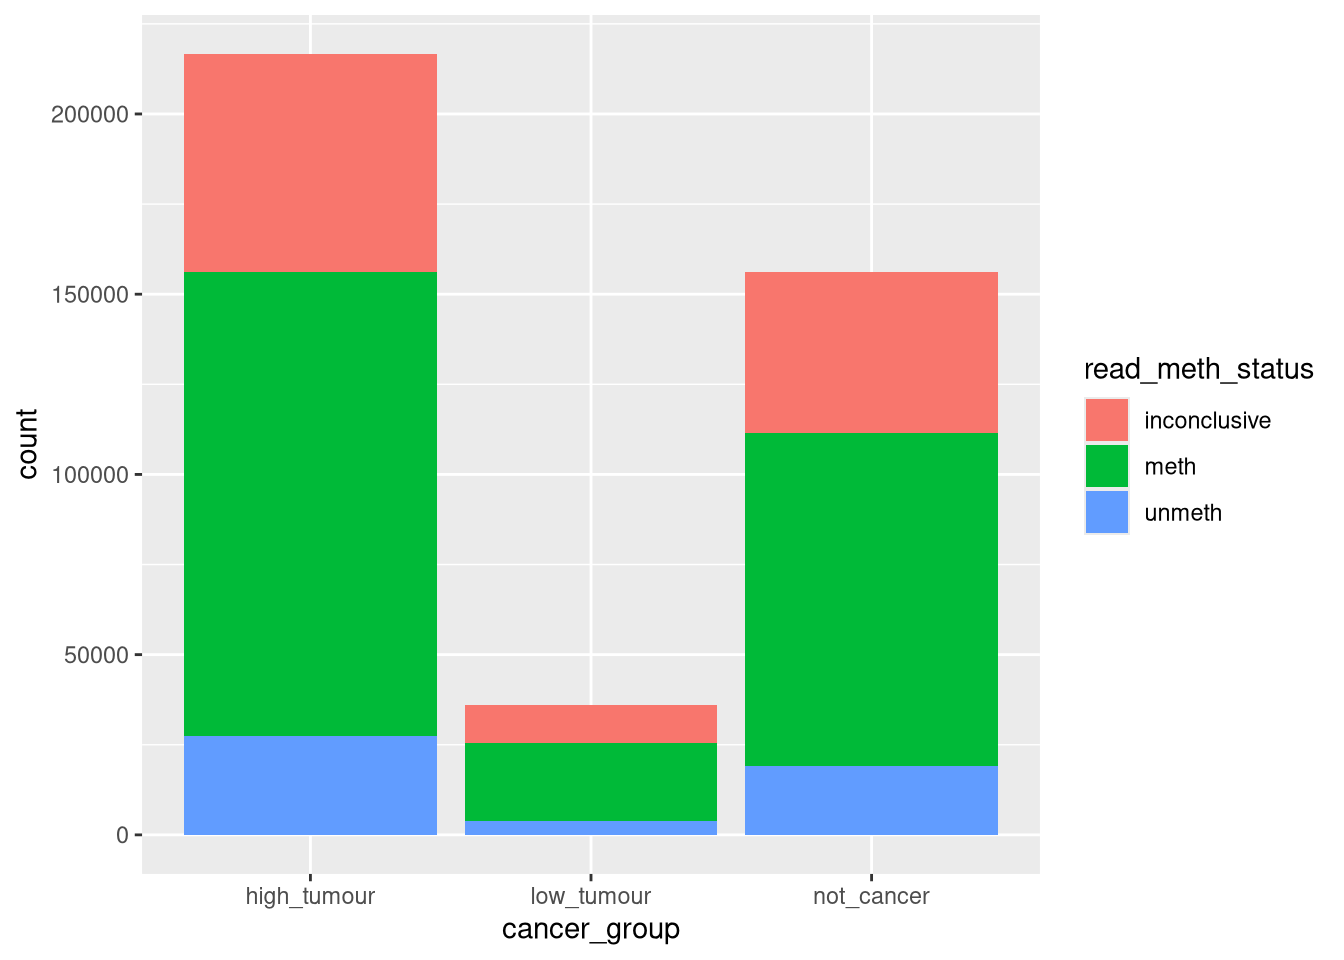 count
200000
150000
100000
50000
0
high_tumour low_tumour not_cancer
cancer_group
read_meth_status
inconclusive
meth
unmeth